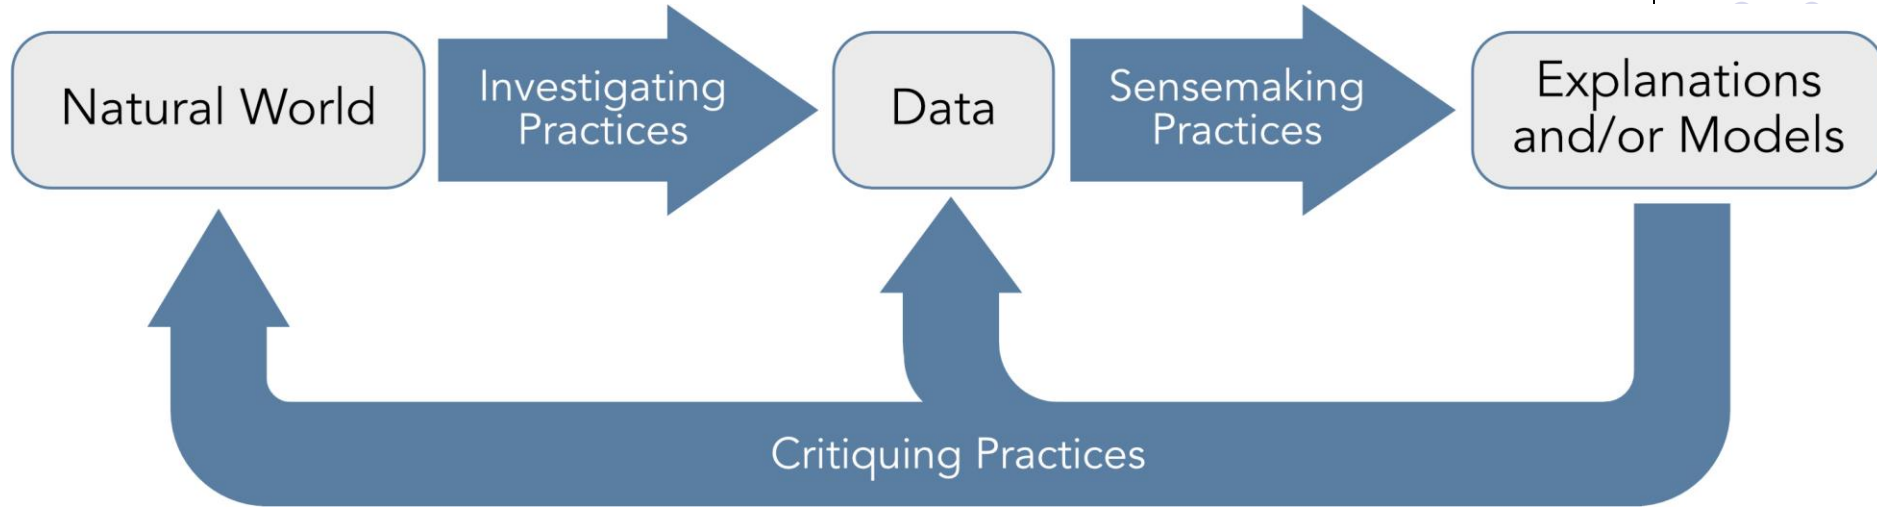 Natural World
Investigating
Practices
Data
Sensemaking
Practices
Explanations
and/or Models
Critiquing Practices